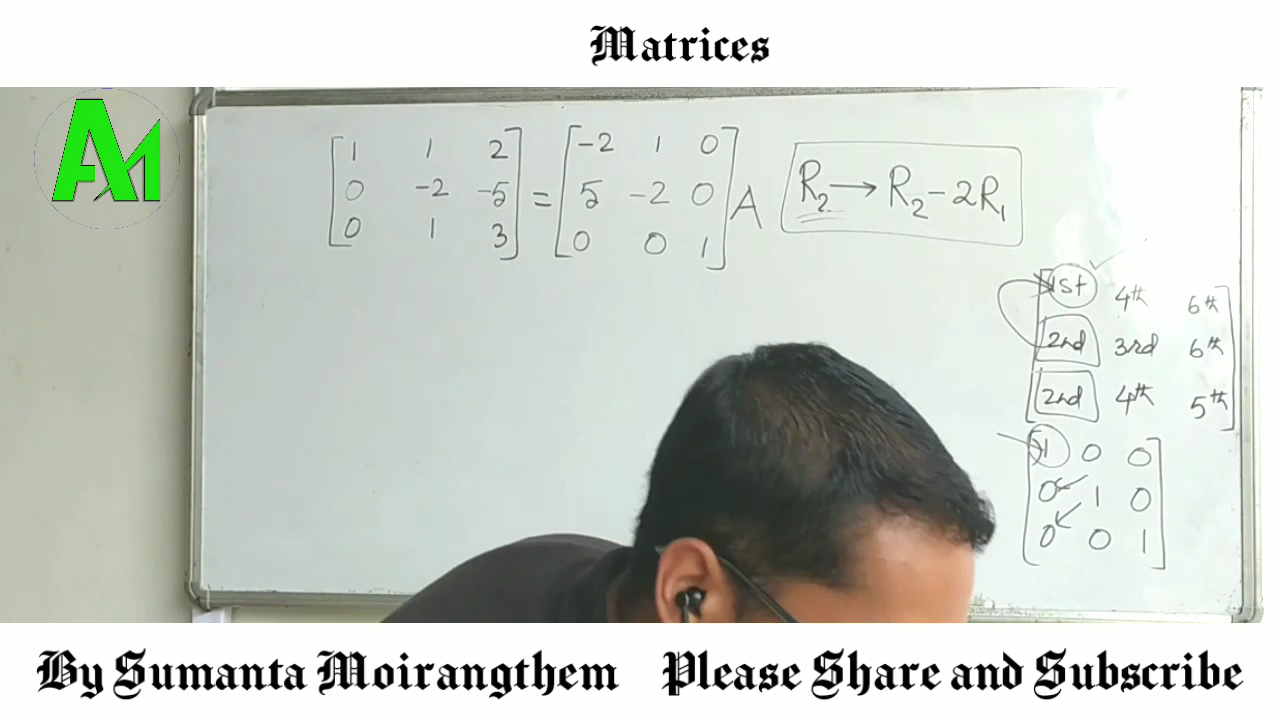 Matrices
AM
1 1 2 -2 1 0
0 -2 -5 = 5 -2 0 A R₂ → R₂ - 2R₁
0 1 3 0 0 1
1st 4th 6th
2nd 3rd 6th
2nd 4th 5th
1 0 0
0 1 0
0 0 1
By Sumanta Moirangthem Please Share and Subscribe